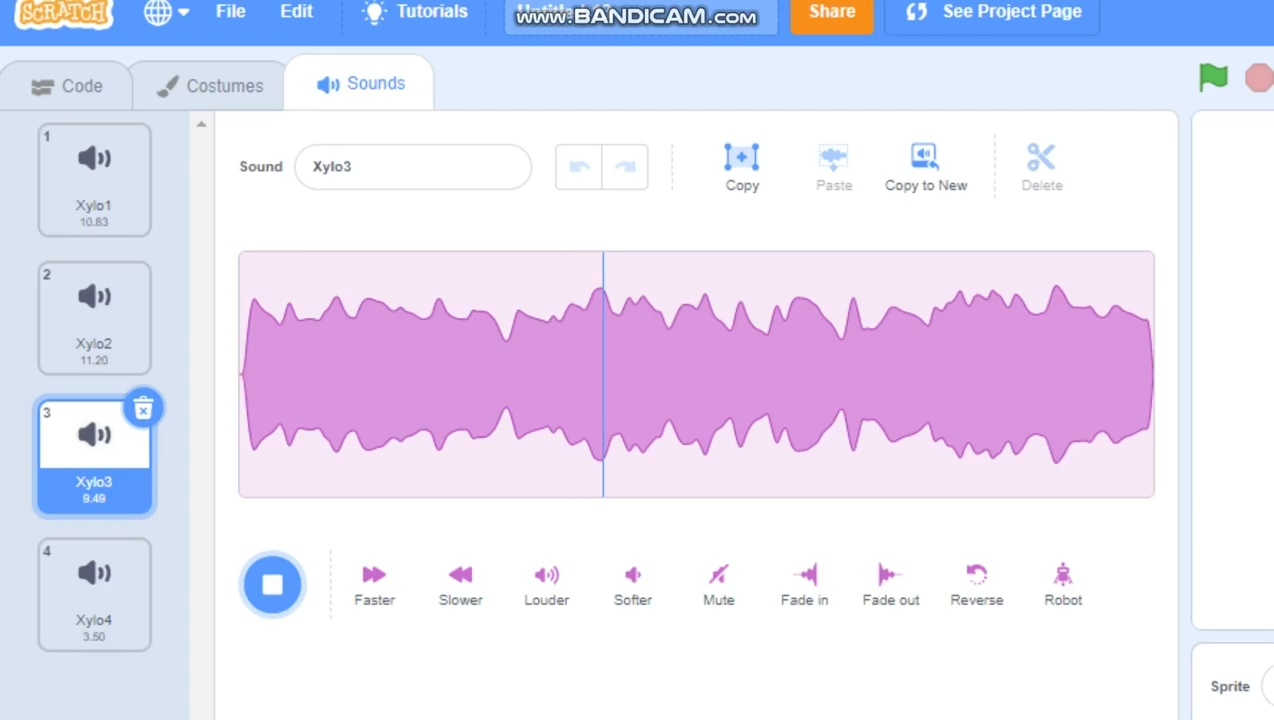 SCRATCH
File
Edit
Tutorials
www.BANDICAM.com
Share
See Project Page
Code
Costumes
Sounds
1
Xylo1
10.63
2
Xylo2
11.20
3
Xylo3
9.49
4
Xylo4
3.50
Sound
Xylo3
Copy
Paste
Copy to New
Delete
Faster
Slower
Louder
Softer
Mute
Fade in
Fade out
Reverse
Robot
Sprite